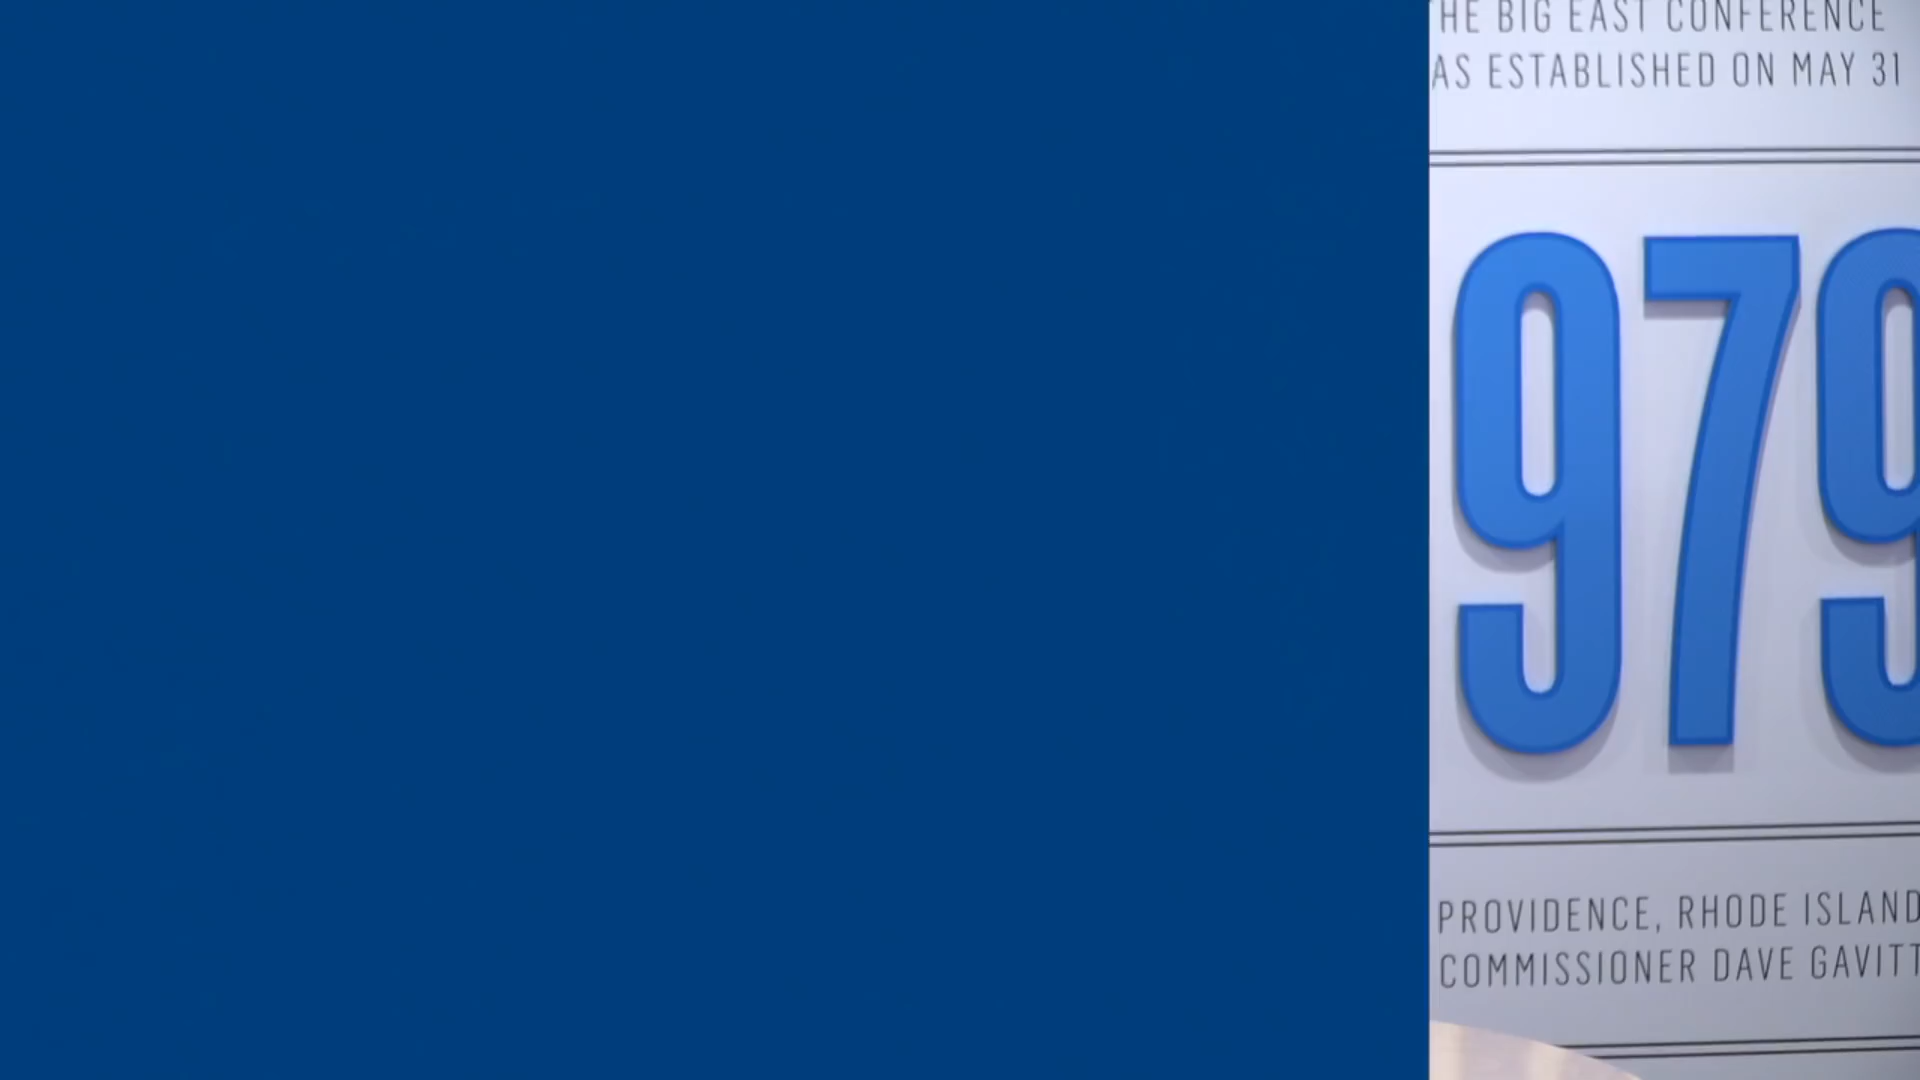 HE BIG EAST CONFERENCE
AS ESTABLISHED ON MAY 31
979
PROVIDENCE, RHODE ISLAND
COMMISSIONER DAVE GAVITT